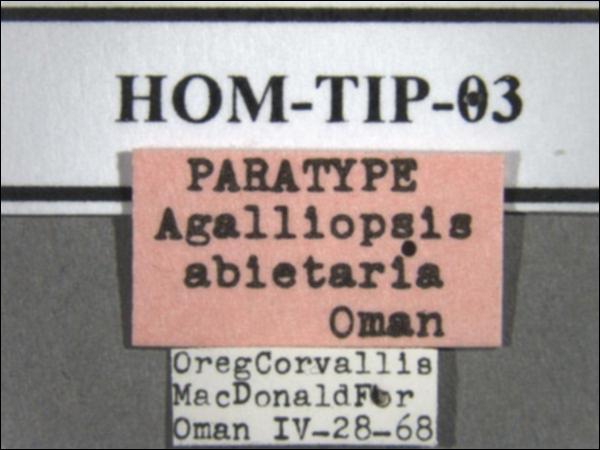 HOM-TIP-03
PARATYPE
Agalliopsis
abietaria
Oman
OregCorvallis
MacDonaldFor
Oman IV-28-68